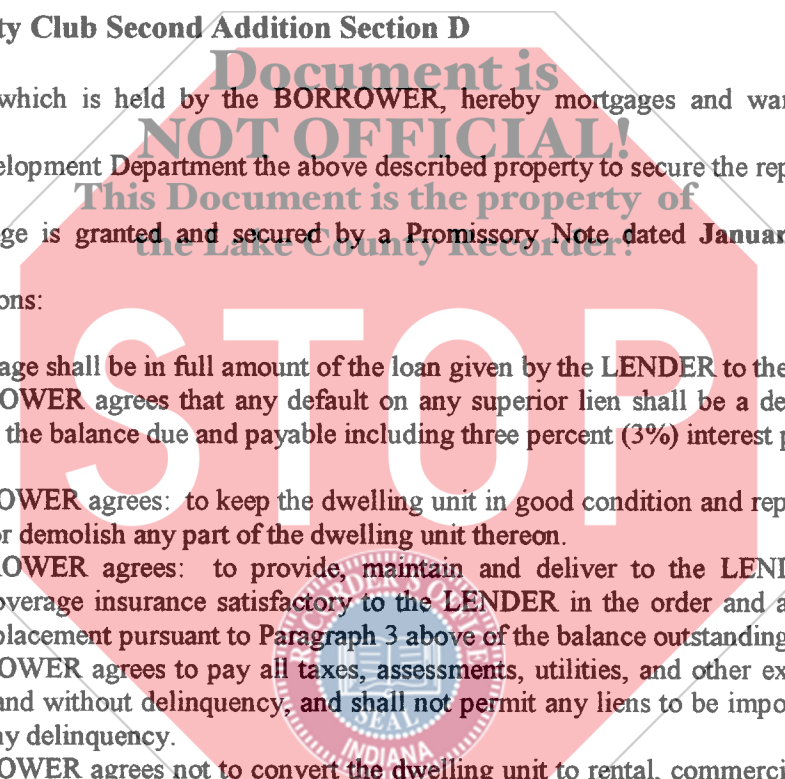 ty Club Second Addition Section D
Document is
which is held by the BORROWER, hereby mortgages and war
NOT OFFICIAL!
elopment Department the above described property to secure the rep
This Document is the property of
ge is granted and secured by a Promissory Note dated Januar
the Lake County Recorder!
ons:
STOP
age shall be in full amount of the loan given by the LENDER to the
OWER agrees that any default on any superior lien shall be a de
the balance due and payable including three percent (3%) interest p
OWER agrees: to keep the dwelling unit in good condition and rep
or demolish any part of the dwelling unit thereon.
ROWER agrees: to provide, maintain and deliver to the LEND
overage insurance satisfactory to the LENDER in the order and a
placement pursuant to Paragraph 3 above of the balance outstanding
OWER agrees to pay all taxes, assessments, utilities, and other ex
and without delinquency, and shall not permit any liens to be impo
ny delinquency.
SEAL
INDIANA
OWER agrees not to convert the dwelling unit to rental, commerci